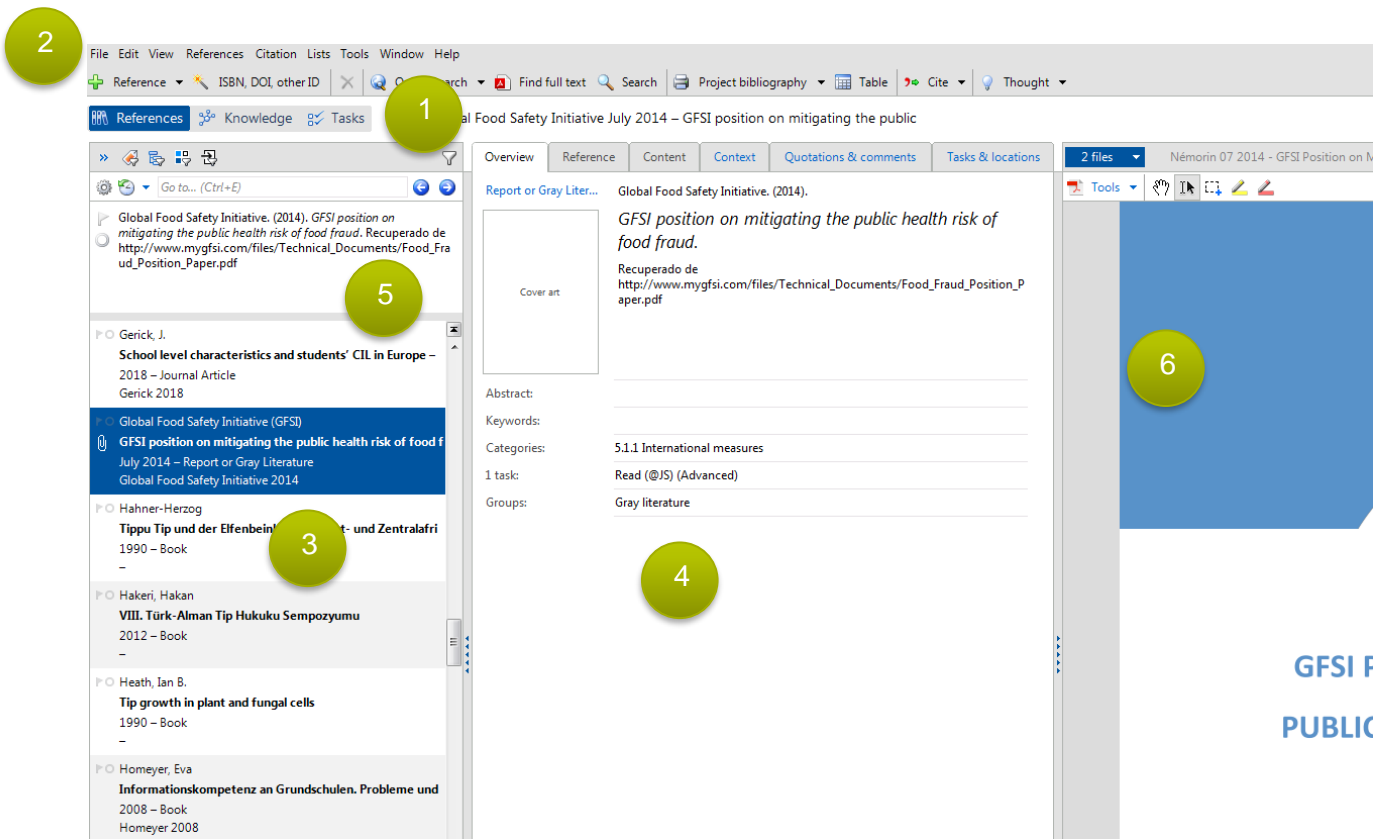 2
File Edit View References Citation Lists Tools Window Help
Reference ISBN, DOI, other ID Find full text Search Project bibliography Table Cite Thought
1
References Knowledge Tasks
Food Safety Initiative July 2014 – GFSI position on mitigating the public
Go to... (Ctrl+E)
Global Food Safety Initiative. (2014). GFSI position on
mitigating the public health risk of food fraud. Recuperado de
http://www.mygfsi.com/files/Technical_Documents/Food_Fra
ud_Position_Paper.pdf
5
Gerick, J.
School level characteristics and students' CIL in Europe –
2018 – Journal Article
Gerick 2018
Global Food Safety Initiative (GFSI)
GFSI position on mitigating the public health risk of food f
July 2014 – Report or Gray Literature
Global Food Safety Initiative 2014
Hahner-Herzog
Tippu Tip und der t- und Zentralafri
1990 – Book
–
3
Hakeri, Hakan
VIII. Türk-Alman Tip Hukuku Sempozyumu
2012 – Book
–
Heath, Ian B.
Tip growth in plant and fungal cells
1990 – Book
–
Homeyer, Eva
Informationskompetenz an Grundschulen. Probleme und
2008 – Book
Homeyer 2008
Overview Reference Content Context Quotations & comments Tasks & locations
Report or Gray Liter...
Global Food Safety Initiative. (2014).
GFSI position on mitigating the public health risk of
food fraud.
Recuperado de
http://www.mygfsi.com/files/Technical_Documents/Food_Fraud_Position_P
aper.pdf
Cover art
Abstract:
Keywords:
Categories: 5.1.1 International measures
1 task: Read (@JS) (Advanced)
Groups: Gray literature
4
2 files Némorin 07 2014 - GFSI Position on M
Tools
6
GFSI P
PUBLIC